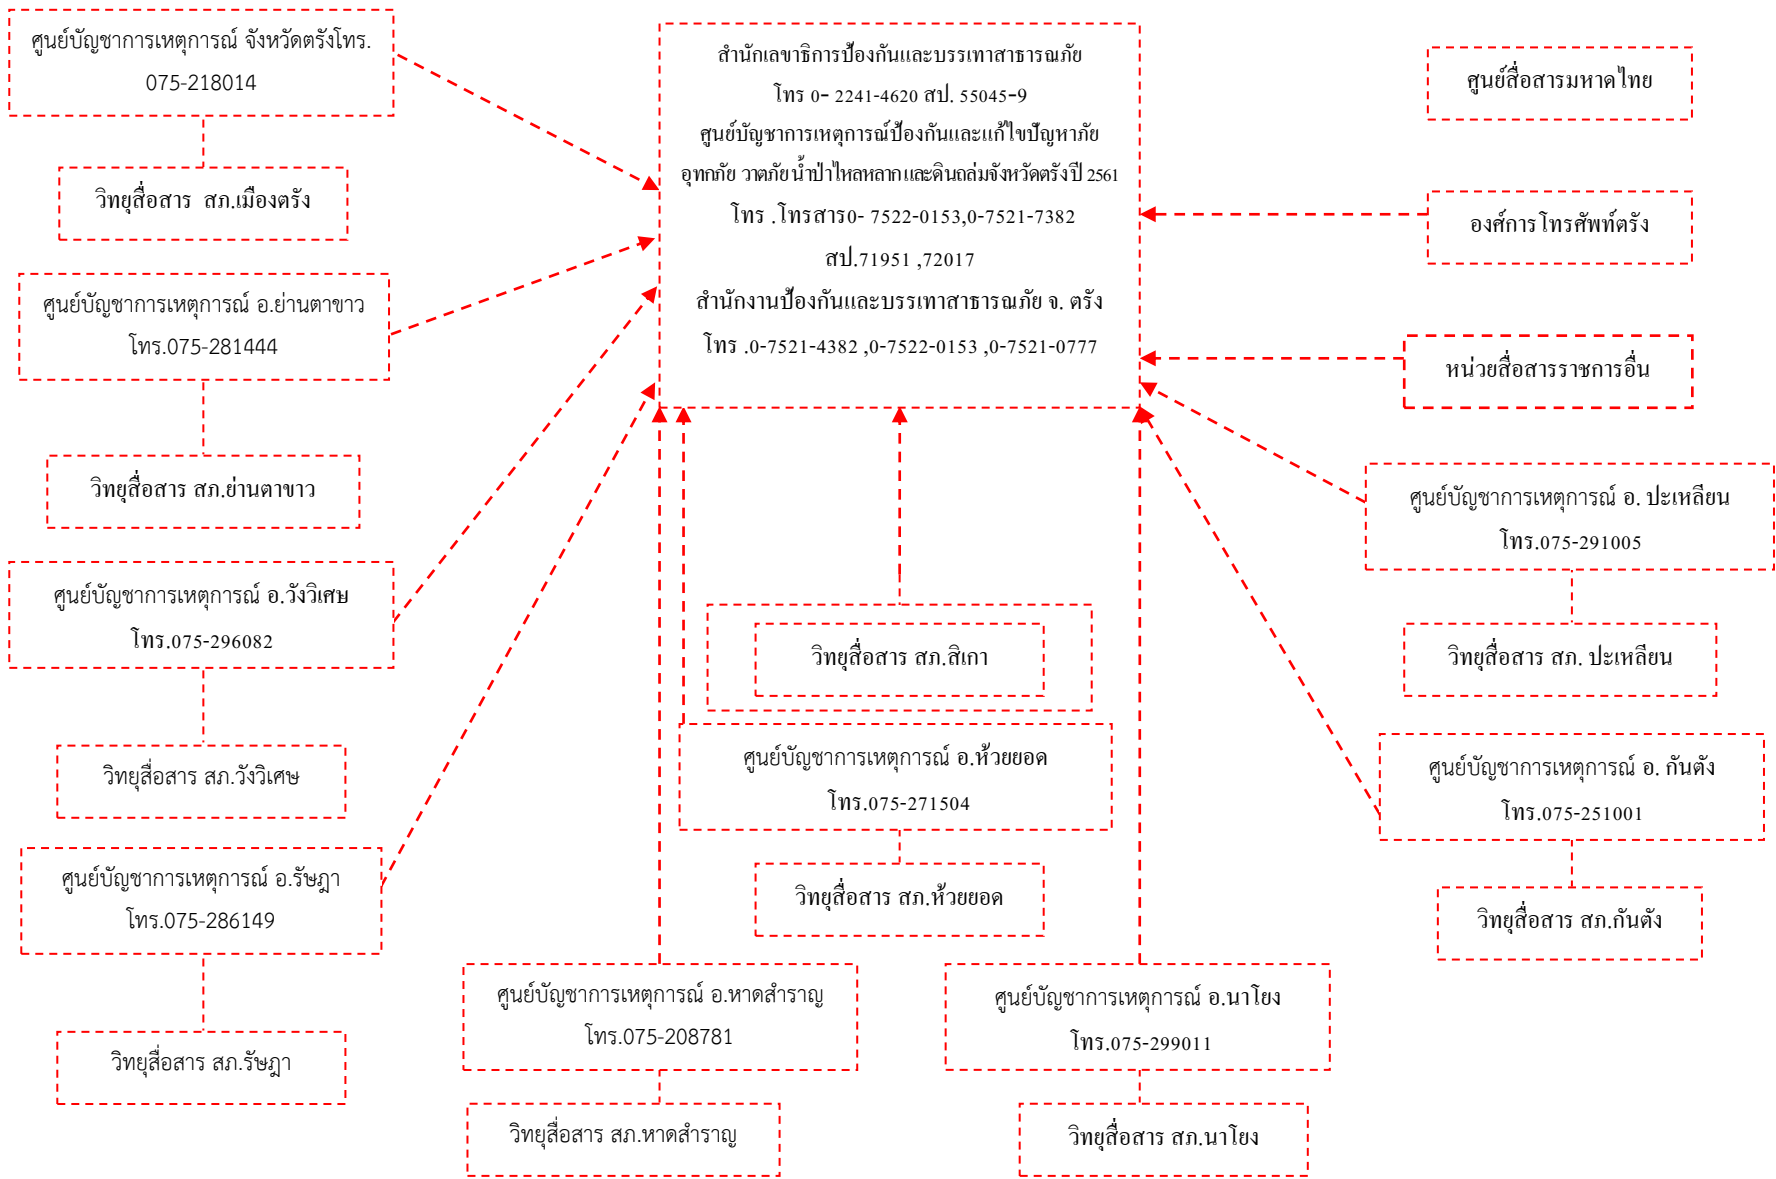 ศูนย์บัญชาการเหตุการณ์ จังหวัดตรังโทร.
075-218014
วิทยุสื่อสาร สภ.เมืองตรัง
ศูนย์บัญชาการเหตุการณ์ อ.ย่านตาขาว
โทร.075-281444
วิทยุสื่อสาร สภ.ย่านตาขาว
ศูนย์บัญชาการเหตุการณ์ อ.วังวิเศษ
โทร.075-296082
วิทยุสื่อสาร สภ.วังวิเศษ
ศูนย์บัญชาการเหตุการณ์ อ.รัษฎา
โทร.075-286149
วิทยุสื่อสาร สภ.รัษฎา
สำนักเลขาธิการป้องกันและบรรเทาสาธารณภัย
โทร 0- 2241-4620 สป. 55045-9
ศูนย์บัญชาการเหตุการณ์ป้องกันและแก้ไขปัญหาภัย
อุทกภัย วาตภัย น้ำป่าไหลหลาก และดินถล่มจังหวัดตรัง ปี 2561
โทร .โทรสาร0- 7522-0153,0-7521-7382
สป.71951 ,72017
สำนักงานป้องกันและบรรเทาสาธารณภัย จ. ตรัง
โทร .0-7521-4382 ,0-7522-0153 ,0-7521-0777
วิทยุสื่อสาร สภ.สิเกา
ศูนย์บัญชาการเหตุการณ์ อ.ห้วยยอด
โทร.075-271504
วิทยุสื่อสาร สภ.ห้วยยอด
ศูนย์บัญชาการเหตุการณ์ อ.หาดสำราญ
โทร.075-208781
วิทยุสื่อสาร สภ.หาดสำราญ
ศูนย์บัญชาการเหตุการณ์ อ.นาโยง
โทร.075-299011
วิทยุสื่อสาร สภ.นาโยง
ศูนย์สื่อสารมหาดไทย
องศ์การโทรศัพท์ตรัง
หน่วยสื่อสารราชการอื่น
ศูนย์บัญชาการเหตุการณ์ อ. ปะเหลียน
โทร.075-291005
วิทยุสื่อสาร สภ. ปะเหลียน
ศูนย์บัญชาการเหตุการณ์ อ. กันตัง
โทร.075-251001
วิทยุสื่อสาร สภ.กันตัง